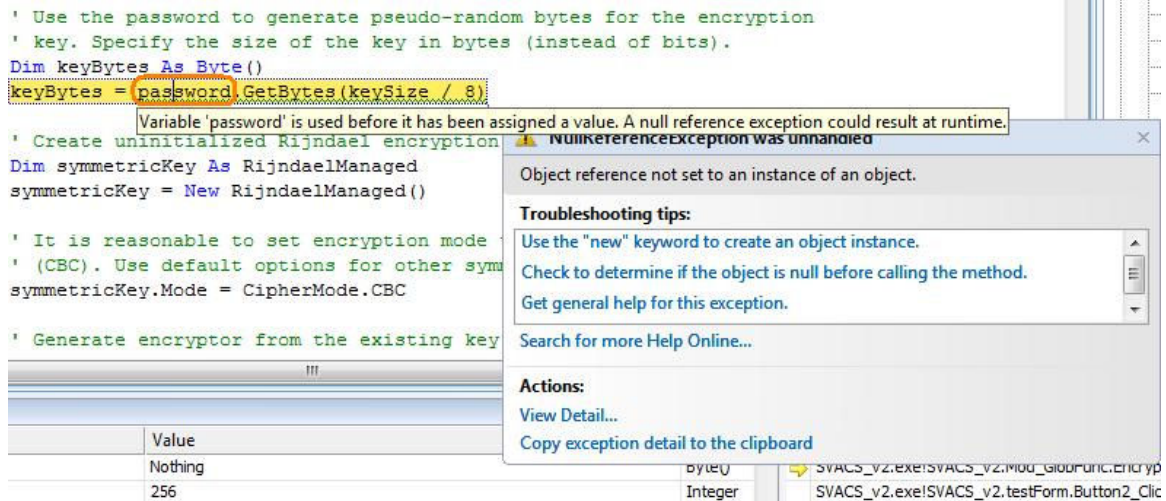 ' Use the password to generate pseudo-random bytes for the encryption
' key. Specify the size of the key in bytes (instead of bits).
Dim keyBytes As Byte()
keyBytes = password.GetBytes(keySize / 8)
Variable 'password' is used before it has been assigned a value. A null reference exception could result at runtime.
' Create uninitialized Rijndael encryption
Dim symmetricKey As RijndaelManaged
symmetricKey = New RijndaelManaged()
' It is reasonable to set encryption mode
' (CBC). Use default options for other symm
symmetricKey.Mode = CipherMode.CBC
' Generate encryptor from the existing key
NullReferenceException was unhandled
Object reference not set to an instance of an object.
Troubleshooting tips:
Use the "new" keyword to create an object instance.
Check to determine if the object is null before calling the method.
Get general help for this exception.
Search for more Help Online...
Actions:
View Detail...
Copy exception detail to the clipboard
Value
Nothing Byte() SVACS_v2.exe!SVACS_v2.Mod_GlobFunc.Encryp
256 Integer SVACS_v2.exe!SVACS_v2.testForm.Button2_Clic